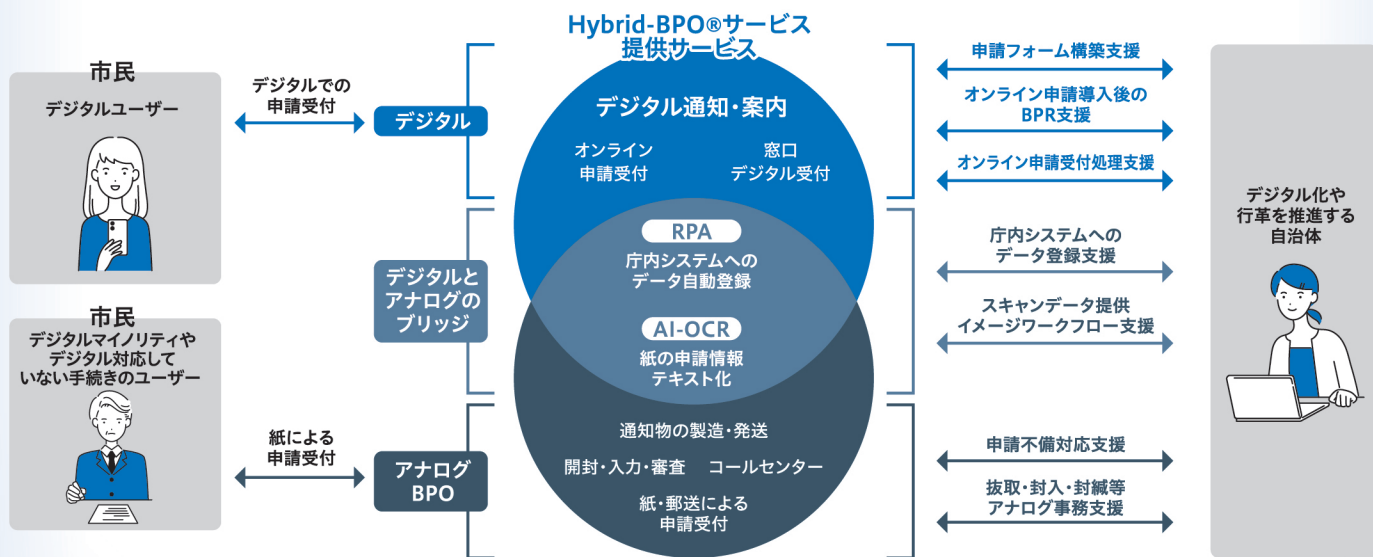 Hybrid-BPO®サービス
提供サービス
市民
デジタルユーザー
デジタルでの
申請受付
デジタル
デジタル通知・案内
オンライン
申請受付
窓口
デジタル受付
申請フォーム構築支援
オンライン申請導入後の
BPR支援
オンライン申請受付処理支援
デジタルと
アナログの
ブリッジ
RPA
庁内システムへの
データ自動登録
AI-OCR
紙の申請情報
テキスト化
庁内システムへの
データ登録支援
スキャンデータ提供
イメージワークフロー支援
市民
デジタルマイノリティや
デジタル対応して
いない手続きのユーザー
紙による
申請受付
アナログ
BPO
通知物の製造・発送
開封・入力・審査
コールセンター
紙・郵送による
申請受付
申請不備対応支援
抜取・封入・封緘等
アナログ事務支援
デジタル化や
行革を推進する
自治体